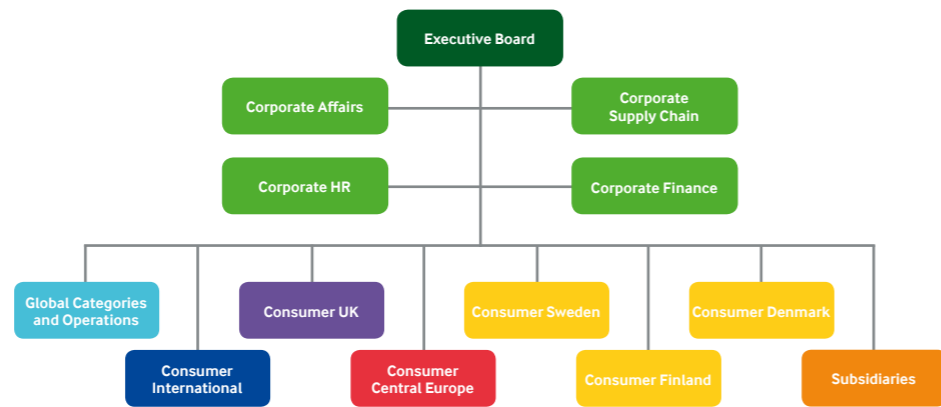 Executive Board
Corporate Affairs
Corporate
Supply Chain
Corporate HR
Corporate Finance
Global Categories
and Operations
Consumer UK
Consumer Sweden
Consumer Denmark
Consumer
International
Consumer
Central Europe
Consumer Finland
Subsidiaries